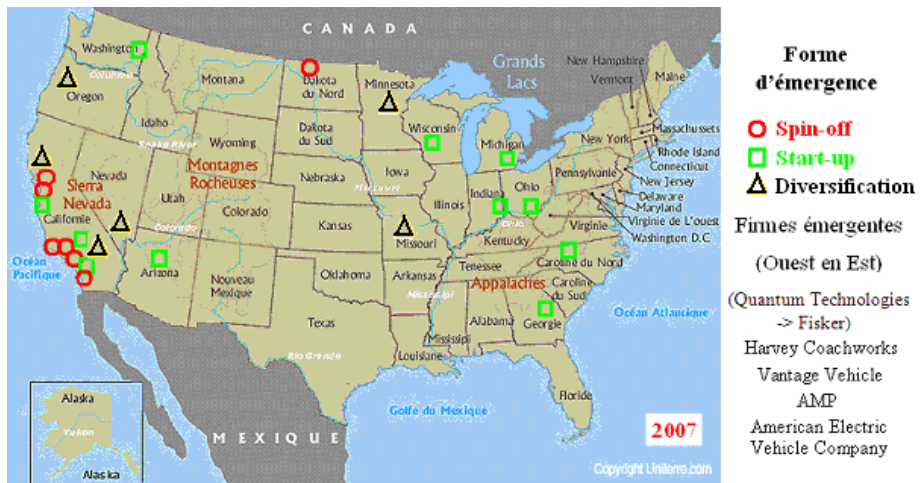 CANADA
Washington
Columbia
Oregon
Montana
Dakota
du Nord
Minnesota
Grands
Lacs
New Hampshire
Vermont
Maine
Idaho
Snake River
Wyoming
Dakota
du Sud
Wisconsin
Michigan
New York
Massachussets
Rhode Island
Connecticut
New Jersey
Delaware
Maryland
Virginie de L'ouest
Washington D.C
Sierra
Nevada
Nevada
Montagnes
Rocheuses
Utah
Colorado
Colorado
Nebraska
Missouri
Iowa
Illinois
Indiana
Ohio
Ohio
Pennsylvanie
Virginie
Californie
Kansas
Missouri
Kentucky
Océan
Pacifique
Arizona
Nouveau
Mexique
Oklahoma
Arkansas
Mississipi
Tenessee
Appalaches
Caroline du Nord
Caroline
du Sud
Texas
Rio Grande
Louisiane
Mississipi
Alabama
Georgie
Océan Atlantique
Floride
Golfe du Mexique
MEXIQUE
Alaska
Yukon
Alaska
2007
Copyright Uniterre.com
Forme
d'émergence
Spin-off
Start-up
Diversification
Firmes émergentes
(Ouest en Est)
(Quantum Technologies
-> Fisker)
Harvey Coachworks
Vantage Vehicle
AMP
American Electric
Vehicle Company